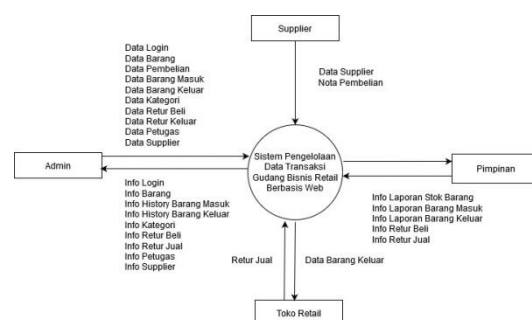 Supplier
Data Login
Data Barang
Data Pembelian
Data Barang Masuk
Data Barang Keluar
Data Kategori
Data Retur Beli
Data Retur Keluar
Data Petugas
Data Supplier
Data Supplier
Nota Pembelian
Admin
Sistem Pengelolaan
Data Transaksi
Gudang Bisnis Retail
Berbasis Web
Pimpinan
Info Login
Info Barang
Info History Barang Masuk
Info History Barang Keluar
Info Kategori
Info Retur Beli
Info Retur Jual
Info Petugas
Info Supplier
Info Laporan Stok Barang
Info Laporan Barang Masuk
Info Laporan Barang Keluar
Info Retur Beli
Info Retur Jual
Retur Jual
Data Barang Keluar
Toko Retail